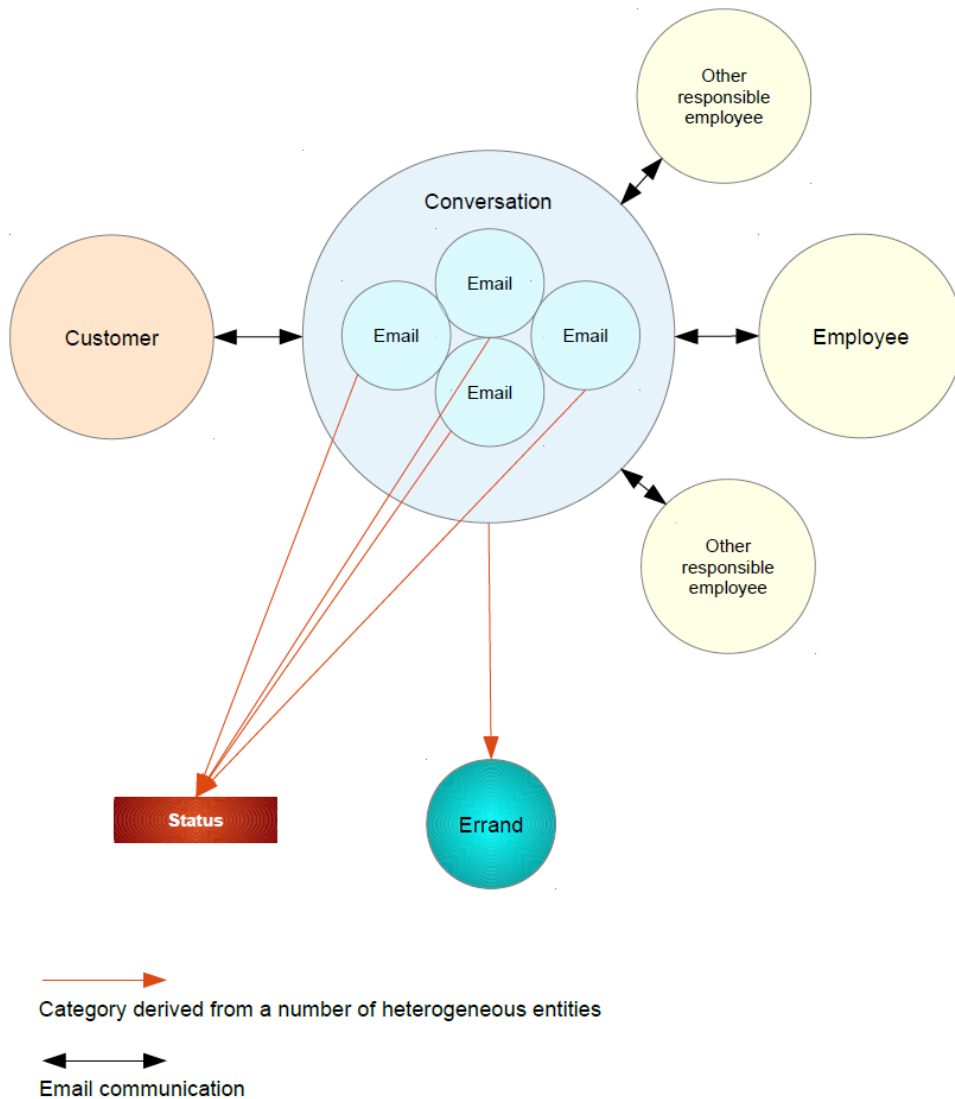 Other
responsible
employee
Conversation
Email
Customer
Email
Email
Employee
Email
Other
responsible
employee
Status
Errand
Category derived from a number of heterogeneous entities
Email communication